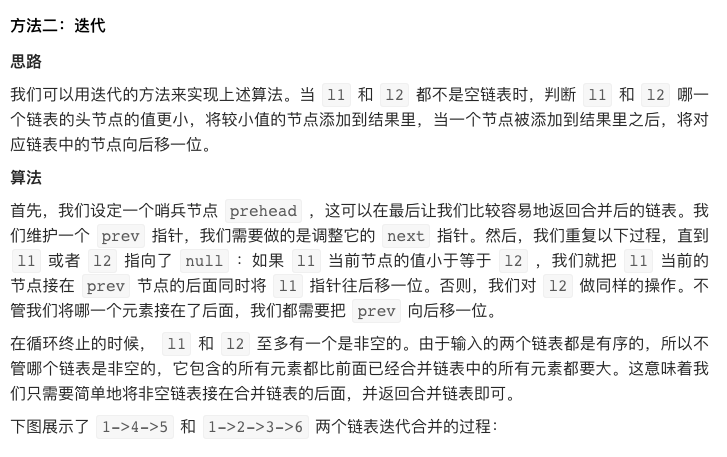 方法二：迭代
思路
我们可以用迭代的方法来实现上述算法。当 l1 和 l2 都不是空链表时，判断 l1 和 l2 哪一
个链表的头节点的值更小，将较小值的节点添加到结果里，当一个节点被添加到结果里之后，将对
应链表中的节点向后移一位。
算法
首先，我们设定一个哨兵节点 prehead ，这可以在最后让我们比较容易地返回合并后的链表。我
们维护一个 prev 指针，我们需要做的是调整它的 next 指针。然后，我们重复以下过程，直到
l1 或者 l2 指向了 null ：如果 l1 当前节点的值小于等于 l2 ，我们就把 l1 当前的
节点接在 prev 节点的后面同时将 l1 指针往后移一位。否则，我们对 l2 做同样的操作。不
管我们将哪一个元素接在了后面，我们都需要把 prev 向后移一位。
在循环终止的时候， l1 和 l2 至多有一个是非空的。由于输入的两个链表都是有序的，所以不
管哪个链表是非空的，它包含的所有元素都比前面已经合并链表中的所有元素都要大。这意味着我
们只需要简单地将非空链表接在合并链表的后面，并返回合并链表即可。
下图展示了 1->4->5 和 1->2->3->6 两个链表迭代合并的过程：